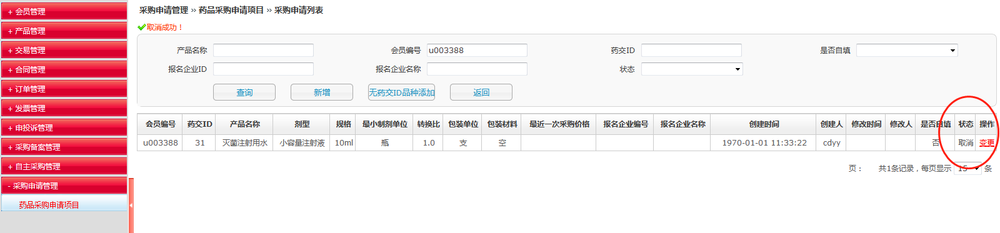 + 会员管理
+ 产品管理
+ 交易管理
+ 合同管理
+ 订单管理
+ 发票管理
+ 申投诉管理
+ 采购备案管理
+ 自主采购管理
- 采购申请管理
药品采购申请项目
采购申请管理 » 药品采购申请项目 » 采购申请列表
取消成功！
产品名称 会员编号 u003388 药交ID 是否自填
报名企业ID 报名企业名称 状态
查询 新增 无药交ID品种添加 返回
会员编号 药交ID 产品名称 剂型 规格 最小制剂单位 转换比 包装单位 包装材料 最近一次采购价格 报名企业编号 报名企业名称 创建时间 创建人 修改时间 修改人 是否自填 状态 操作
u003388 31 灭菌注射用水 小容量注射液 10ml 瓶 1.0 支 空 1970-01-01 11:33:22 cdyy 否 取消 变更
页： 共1条记录，每页显示 15 条